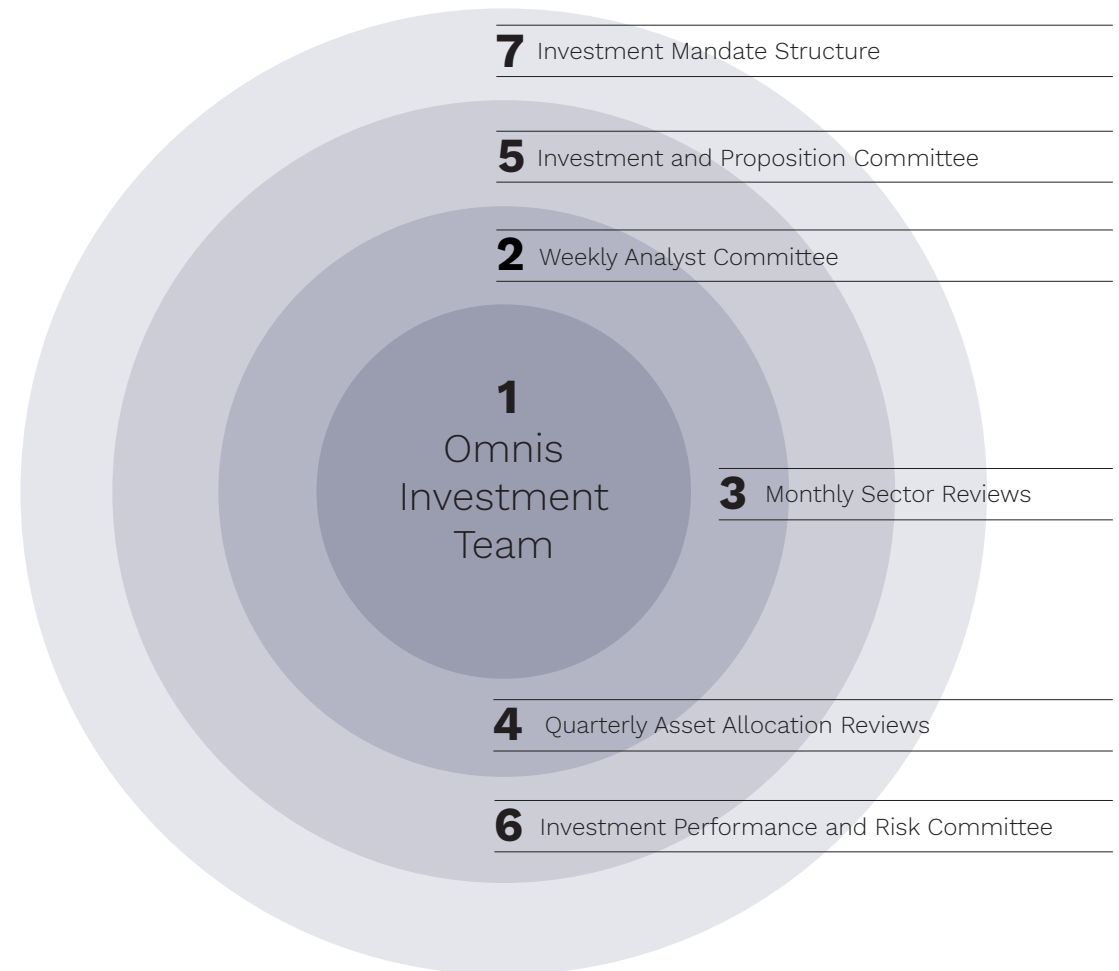 7 Investment Mandate Structure
5 Investment and Proposition Committee
2 Weekly Analyst Committee
1
Omnis
Investment
Team
3 Monthly Sector Reviews
4 Quarterly Asset Allocation Reviews
6 Investment Performance and Risk Committee